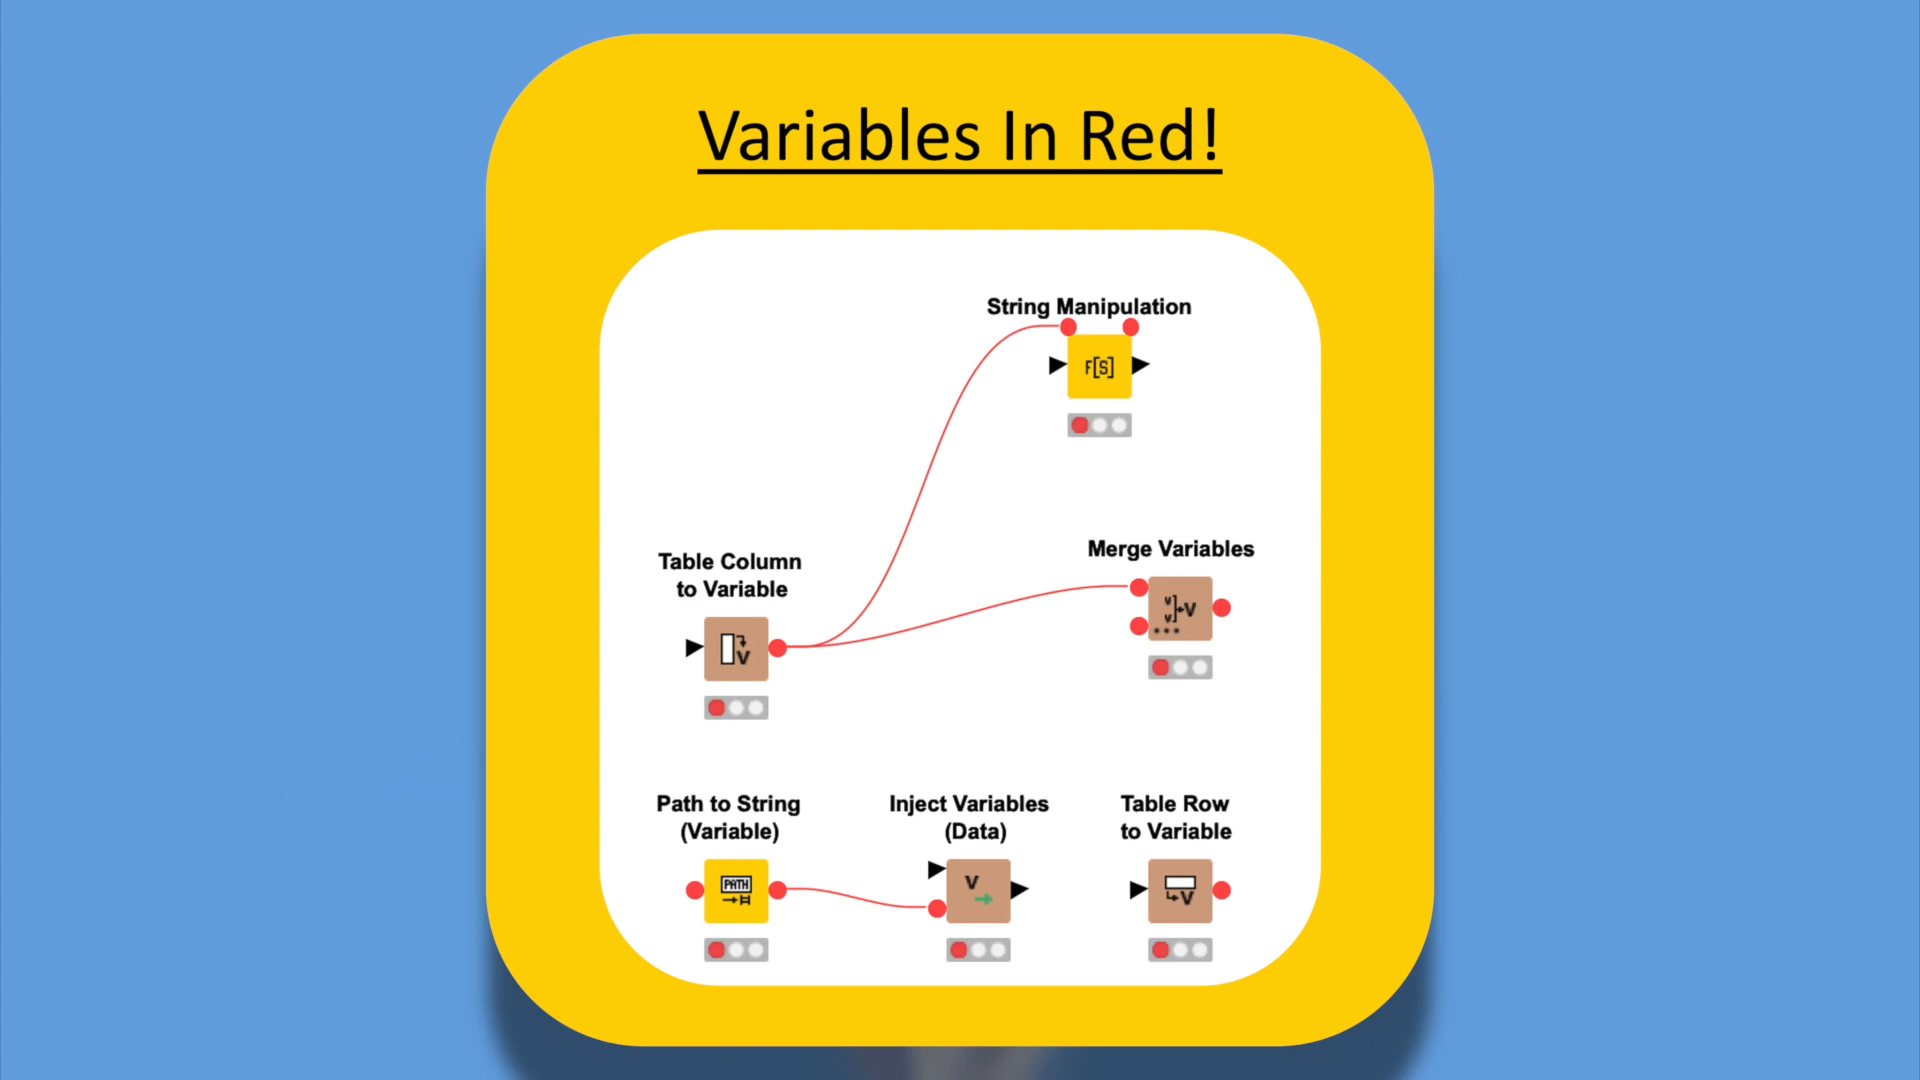 Variables In Red!
String Manipulation
F[S]
Merge Variables
V
V
V
Table Column
to Variable
V
Path to String
(Variable)
Inject Variables
(Data)
Table Row
to Variable
PATH
V
V